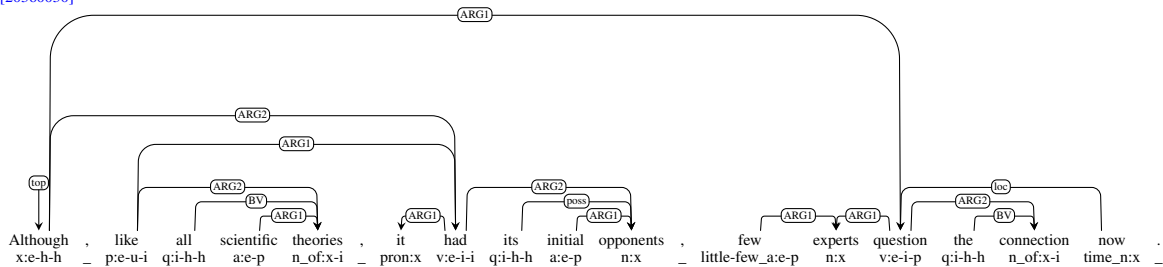 [20560030]
ARG1
ARG2
ARG1
top ARG2 ARG2 loc
BV poss ARG2
ARG1 ARG1 ARG1 ARG1 ARG1 BV
Although , like all scientific theories , it had its initial opponents , few experts question the connection now .
x:e-h-h _ p:e-u-i q:i-h-h a:e-p n_of:x-i _ pron:x v:e-i-i q:i-h-h a:e-p n:x _ little-few_a:e-p n:x v:e-i-p q:i-h-h n_of:x-i time_n:x _